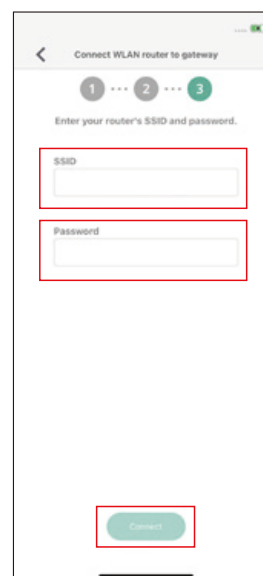 Connect WLAN router to gateway
1 ··· 2 ··· 3
Enter your router's SSID and password.
SSID
Password
Connect